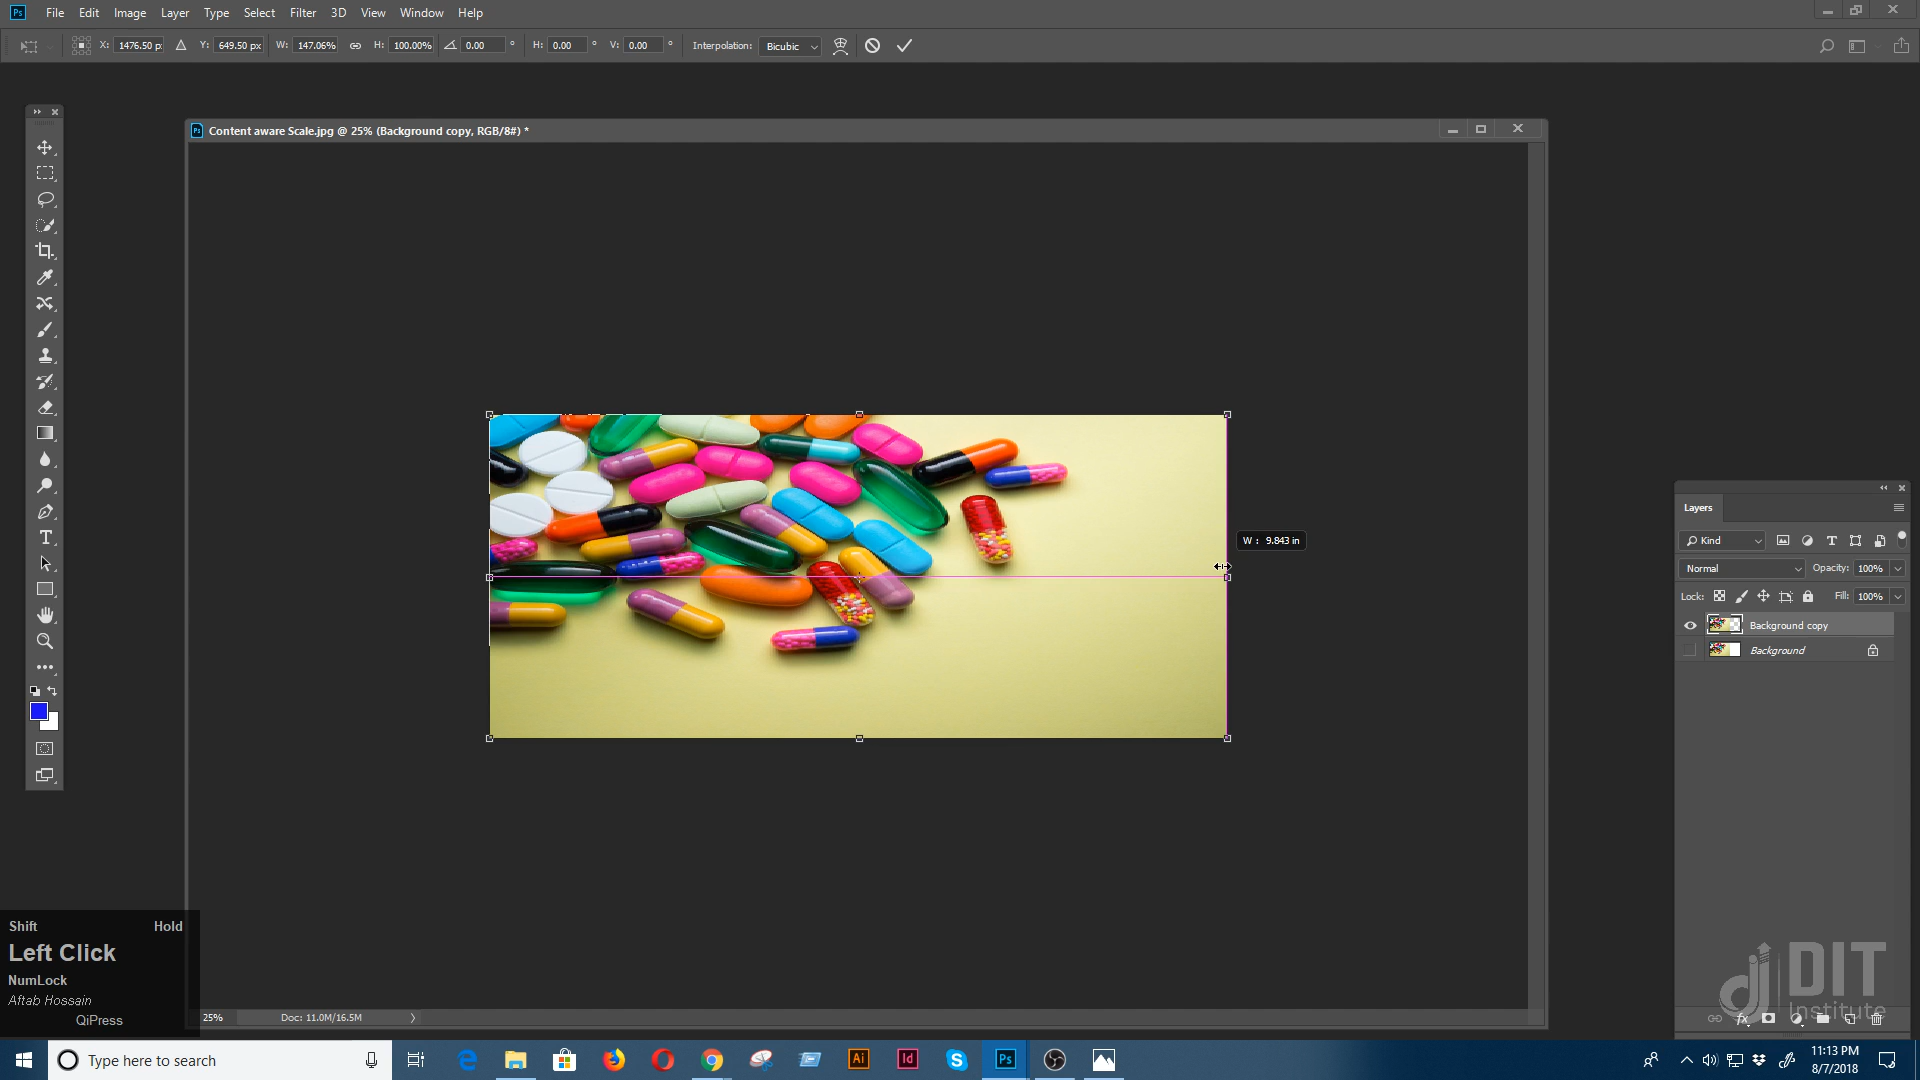 Ps File Edit Image Layer Type Select Filter 3D View Window Help
X: 1476.50 px Y: 649.50 px W: 147.06% H: 100.00% 0.00 ° H: 0.00 ° V: 0.00 ° Interpolation: Bicubic
Ps Content aware Scale.jpg @ 25% (Background copy, RGB/8#) *
W : 9.843 in
Layers
Kind
Normal Opacity: 100%
Lock: Fill: 100%
Background copy
Background
T
Shift Hold
Left Click
NumLock
Aftab Hossain
QiPress
25% Doc: 11.0M/16.5M
DIT
Institute
fx
Type here to search
Ai Id Ps
11:13 PM
8/7/2018